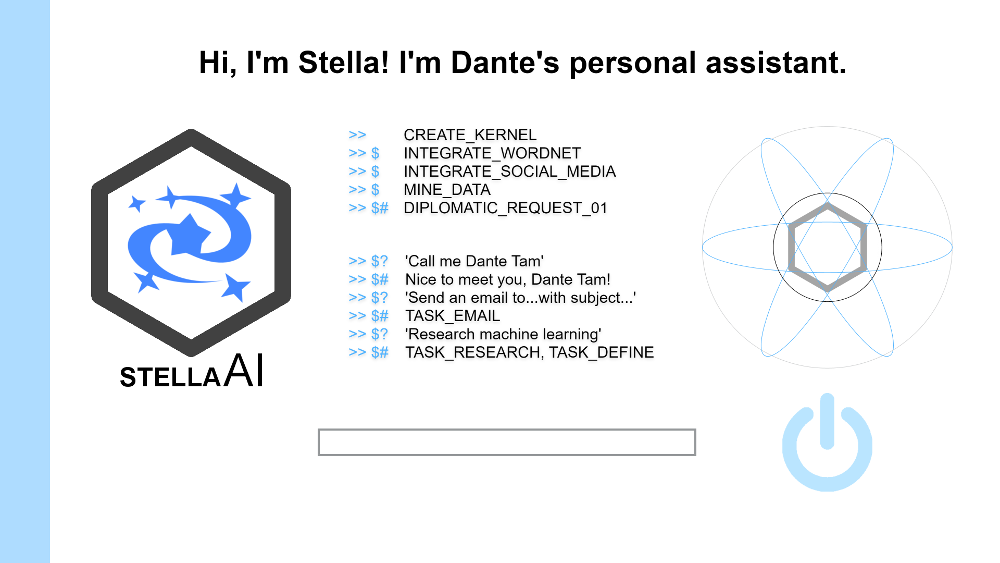 Hi, I'm Stella! I'm Dante's personal assistant.
>> CREATE_KERNEL
>> $ INTEGRATE_WORDNET
>> $ INTEGRATE_SOCIAL_MEDIA
>> $ MINE_DATA
>> $# DIPLOMATIC_REQUEST_01
>> $? 'Call me Dante Tam'
>> $# Nice to meet you, Dante Tam!
>> $? 'Send an email to...with subject...'
>> $# TASK_EMAIL
>> $? 'Research machine learning'
>> $# TASK_RESEARCH, TASK_DEFINE
STELLA AI